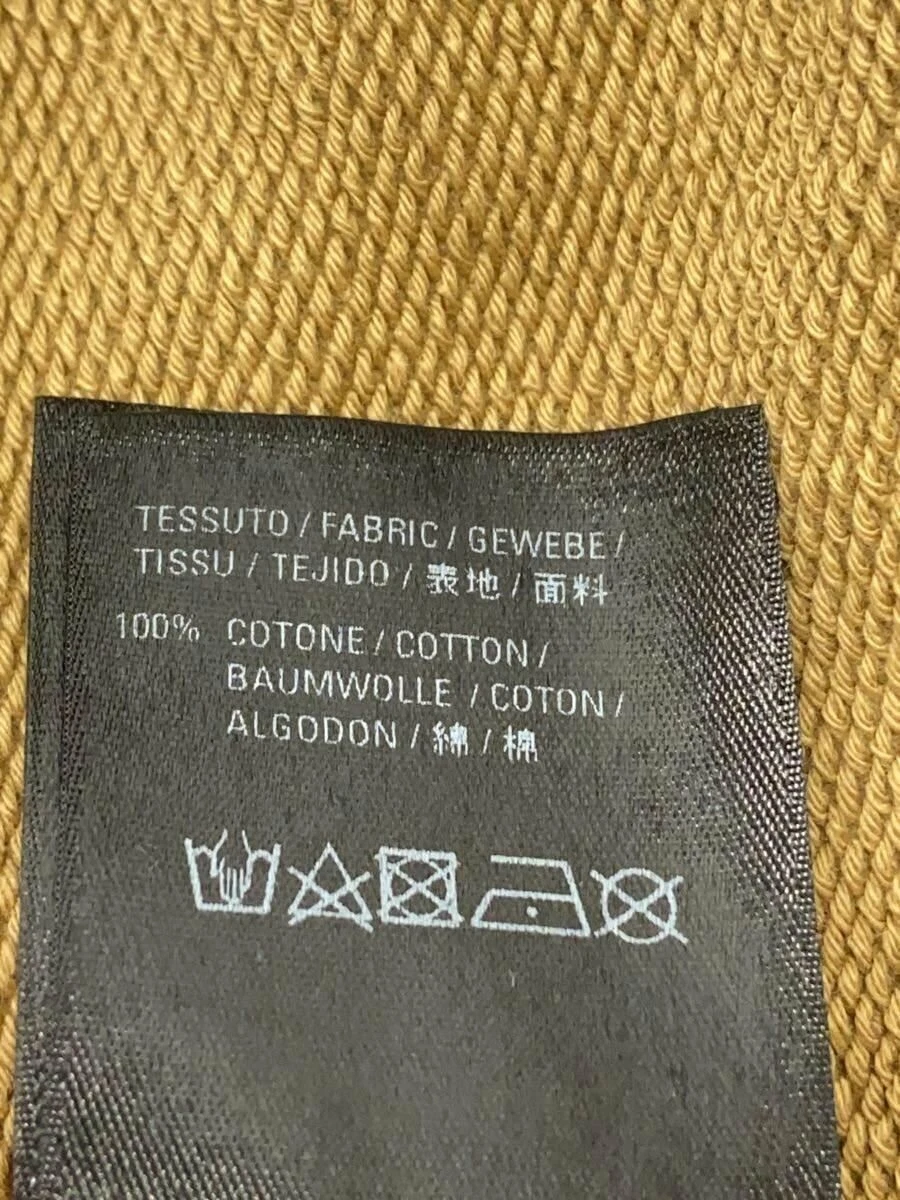 TESSUTO / FABRIC / GEWEBE /
TISSU / TEJIDO / 表地 / 面料
100% COTONE / COTTON /
BAUMWOLLE / COTON /
ALGODON / 綿 / 棉